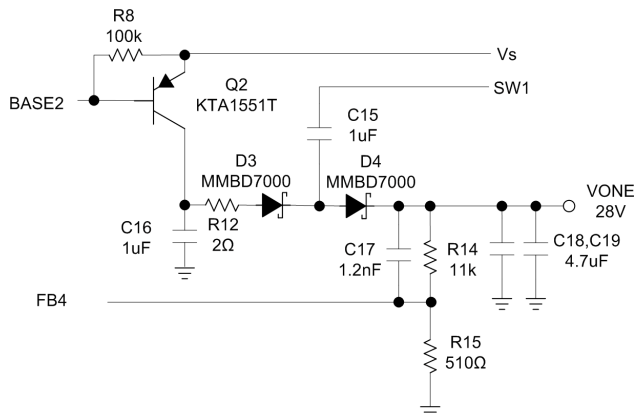 R8
100k
Vs
SW1
BASE2
Q2
KTA1551T
C15
1uF
D3
MMBD7000
D4
MMBD7000
VONE
28V
C16
1uF
R12
2Ω
C17
1.2nF
R14
11k
C18,C19
4.7uF
FB4
R15
510Ω